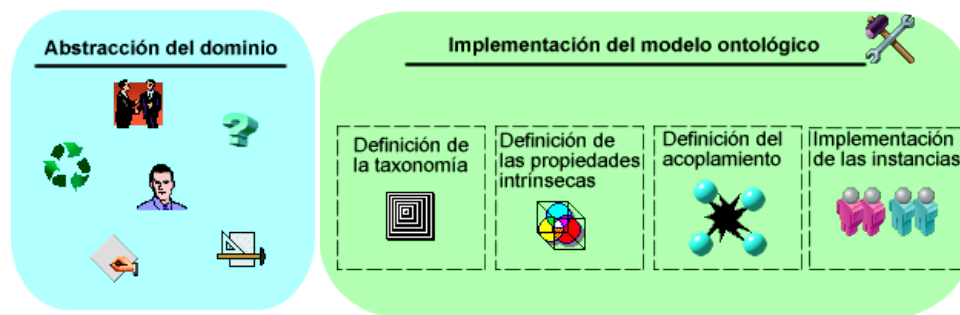 Abstracción del dominio
Implementación del modelo ontológico
Definición de
la taxonomía
Definición de
las propiedades
intrínsecas
Definición del
acoplamiento
Implementación
de las instancias